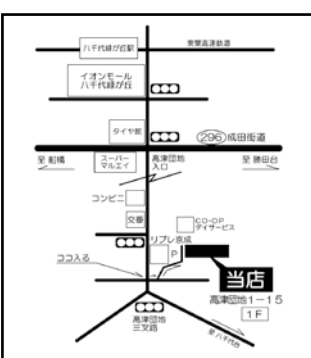 八千代緑が丘駅
東葉高速鉄道
イオンモール
八千代緑が丘
タイヤ館
296 成田街道
至 船橋
スーパー
マルエイ
高津団地
入口
至 勝田台
コンビニ
交番
CO-OP
デイサービス
リブレ京成
P
ココ入る
当店
高津団地1-15
1F
高津団地
三叉路
至 八千代台